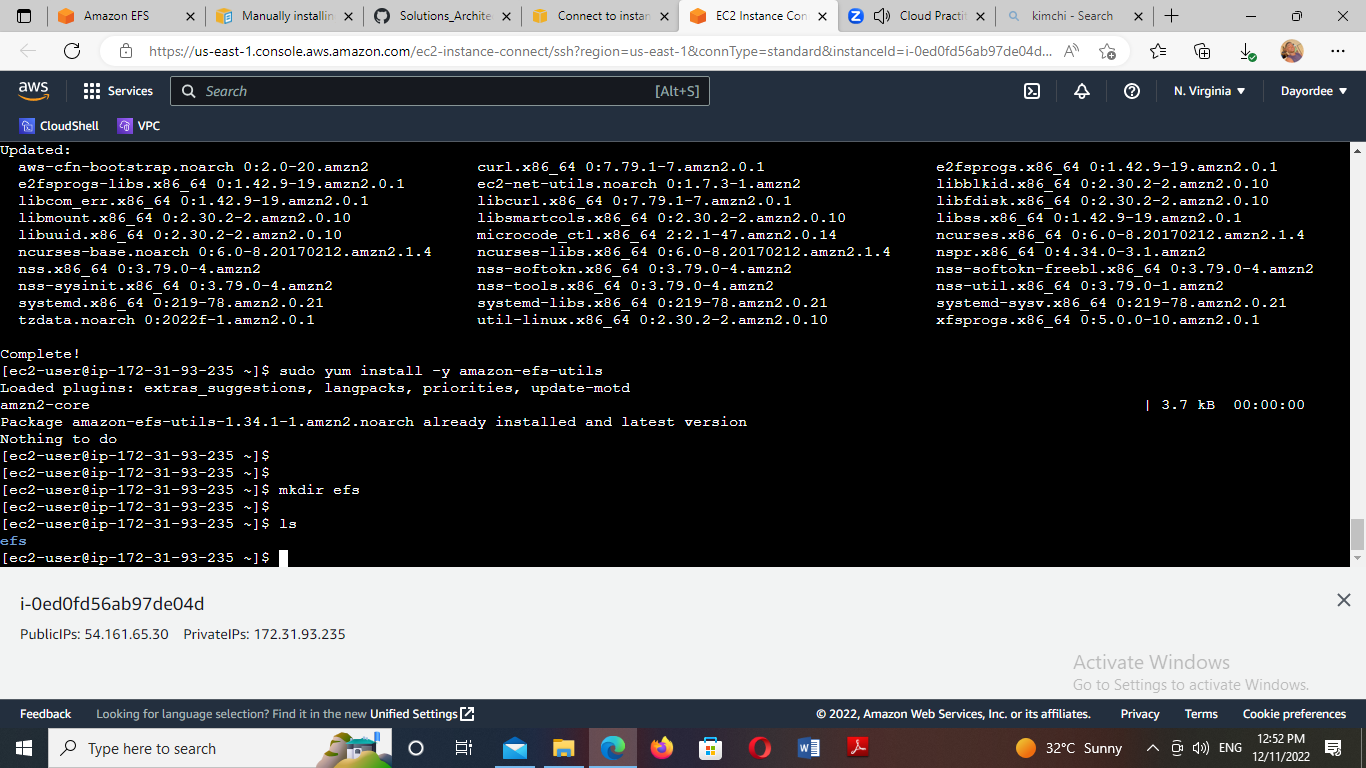 Amazon EFS
Manually installin
Solutions_Archite
Connect to instan
EC2 Instance Con
Cloud Practi
kimchi - Search
https://us-east-1.console.aws.amazon.com/ec2-instance-connect/ssh?region=us-east-1&connType=standard&instanceId=i-0ed0fd56ab97de04d...
aws
Services
Search
[Alt+S]
N. Virginia
Dayordee
CloudShell
VPC
Updated:
aws-cfn-bootstrap.noarch 0:2.0-20.amzn2 curl.x86_64 0:7.79.1-7.amzn2.0.1 e2fsprogs.x86_64 0:1.42.9-19.amzn2.0.1
e2fsprogs-libs.x86_64 0:1.42.9-19.amzn2.0.1 ec2-net-utils.noarch 0:1.7.3-1.amzn2 libblkid.x86_64 0:2.30.2-2.amzn2.0.10
libcom_err.x86_64 0:1.42.9-19.amzn2.0.1 libcurl.x86_64 0:7.79.1-7.amzn2.0.1 libfdisk.x86_64 0:2.30.2-2.amzn2.0.10
libmount.x86_64 0:2.30.2-2.amzn2.0.10 libsmartcols.x86_64 0:2.30.2-2.amzn2.0.10 libss.x86_64 0:1.42.9-19.amzn2.0.1
libuuid.x86_64 0:2.30.2-2.amzn2.0.10 microcode_ctl.x86_64 2:2.1-47.amzn2.0.14 ncurses.x86_64 0:6.0-8.20170212.amzn2.1.4
ncurses-base.noarch 0:6.0-8.20170212.amzn2.1.4 ncurses-libs.x86_64 0:6.0-8.20170212.amzn2.1.4 nspr.x86_64 0:4.34.0-3.1.amzn2
nss.x86_64 0:3.79.0-4.amzn2 nss-softokn.x86_64 0:3.79.0-4.amzn2 nss-softokn-freebl.x86_64 0:3.79.0-4.amzn2
nss-sysinit.x86_64 0:3.79.0-4.amzn2 nss-tools.x86_64 0:3.79.0-4.amzn2 nss-util.x86_64 0:3.79.0-1.amzn2
systemd.x86_64 0:219-78.amzn2.0.21 systemd-libs.x86_64 0:219-78.amzn2.0.21 systemd-sysv.x86_64 0:219-78.amzn2.0.21
tzdata.noarch 0:2022f-1.amzn2.0.1 util-linux.x86_64 0:2.30.2-2.amzn2.0.10 xfsprogs.x86_64 0:5.0.0-10.amzn2.0.1
Complete!
[ec2-user@ip-172-31-93-235 ~]$ sudo yum install -y amazon-efs-utils
Loaded plugins: extras_suggestions, langpacks, priorities, update-motd
amzn2-core | 3.7 kB 00:00:00
Package amazon-efs-utils-1.34.1-1.amzn2.noarch already installed and latest version
Nothing to do
[ec2-user@ip-172-31-93-235 ~]$
[ec2-user@ip-172-31-93-235 ~]$
[ec2-user@ip-172-31-93-235 ~]$ mkdir efs
[ec2-user@ip-172-31-93-235 ~]$
[ec2-user@ip-172-31-93-235 ~]$ ls
efs
[ec2-user@ip-172-31-93-235 ~]$
i-0ed0fd56ab97de04d
PublicIPs: 54.161.65.30 PrivateIPs: 172.31.93.235
Activate Windows
Go to Settings to activate Windows.
Feedback Looking for language selection? Find it in the new Unified Settings © 2022, Amazon Web Services, Inc. or its affiliates. Privacy Terms Cookie preferences
Type here to search
32°C Sunny
ENG
12:52 PM
12/11/2022